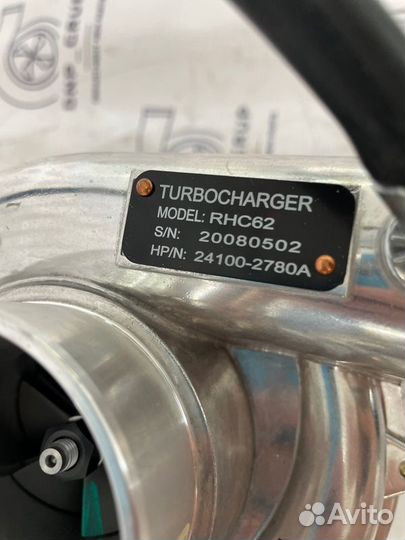 TURBOCHARGER
MODEL: RHC62
S/N: 20080502
HP/N: 24100-2780A
Avito